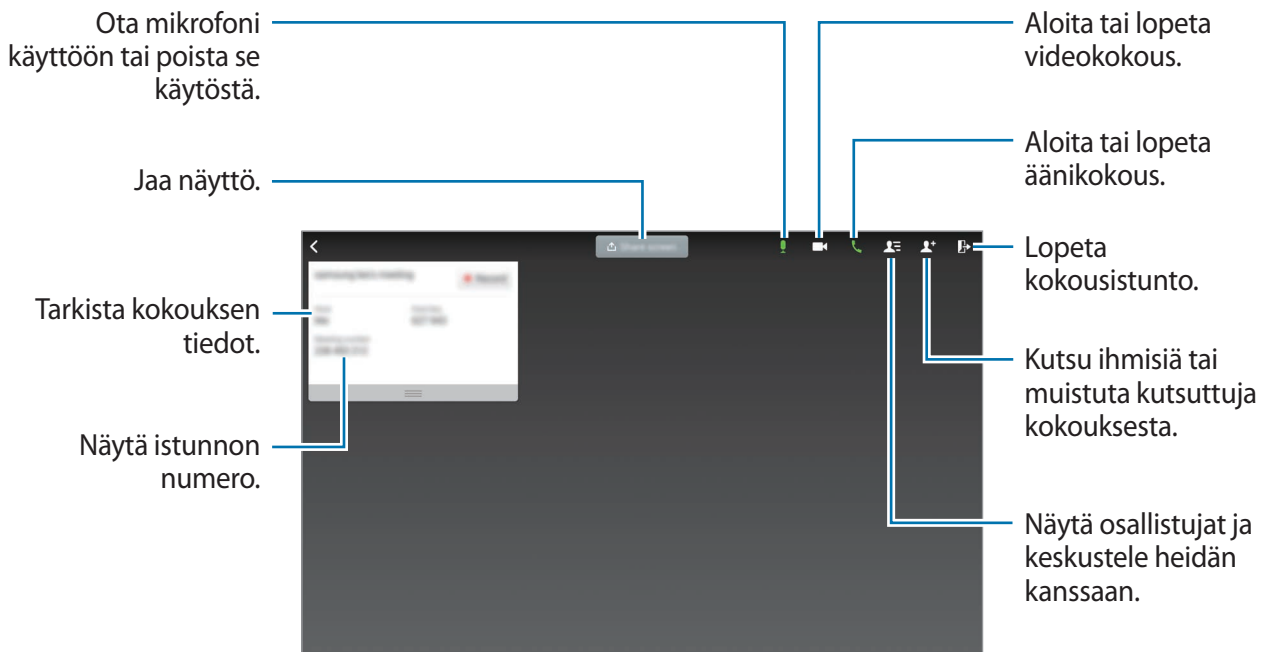 Ota mikrofoni
käyttöön tai poista se
käytöstä.
Jaa näyttö.
Tarkista kokouksen
tiedot.
Näytä istunnon
numero.
Aloita tai lopeta
videokokous.
Aloita tai lopeta
äänikokous.
Lopeta
kokousistunto.
Kutsu ihmisiä tai
muistuta kutsuttuja
kokouksesta.
Näytä osallistujat ja
keskustele heidän
kanssaan.
Share screen